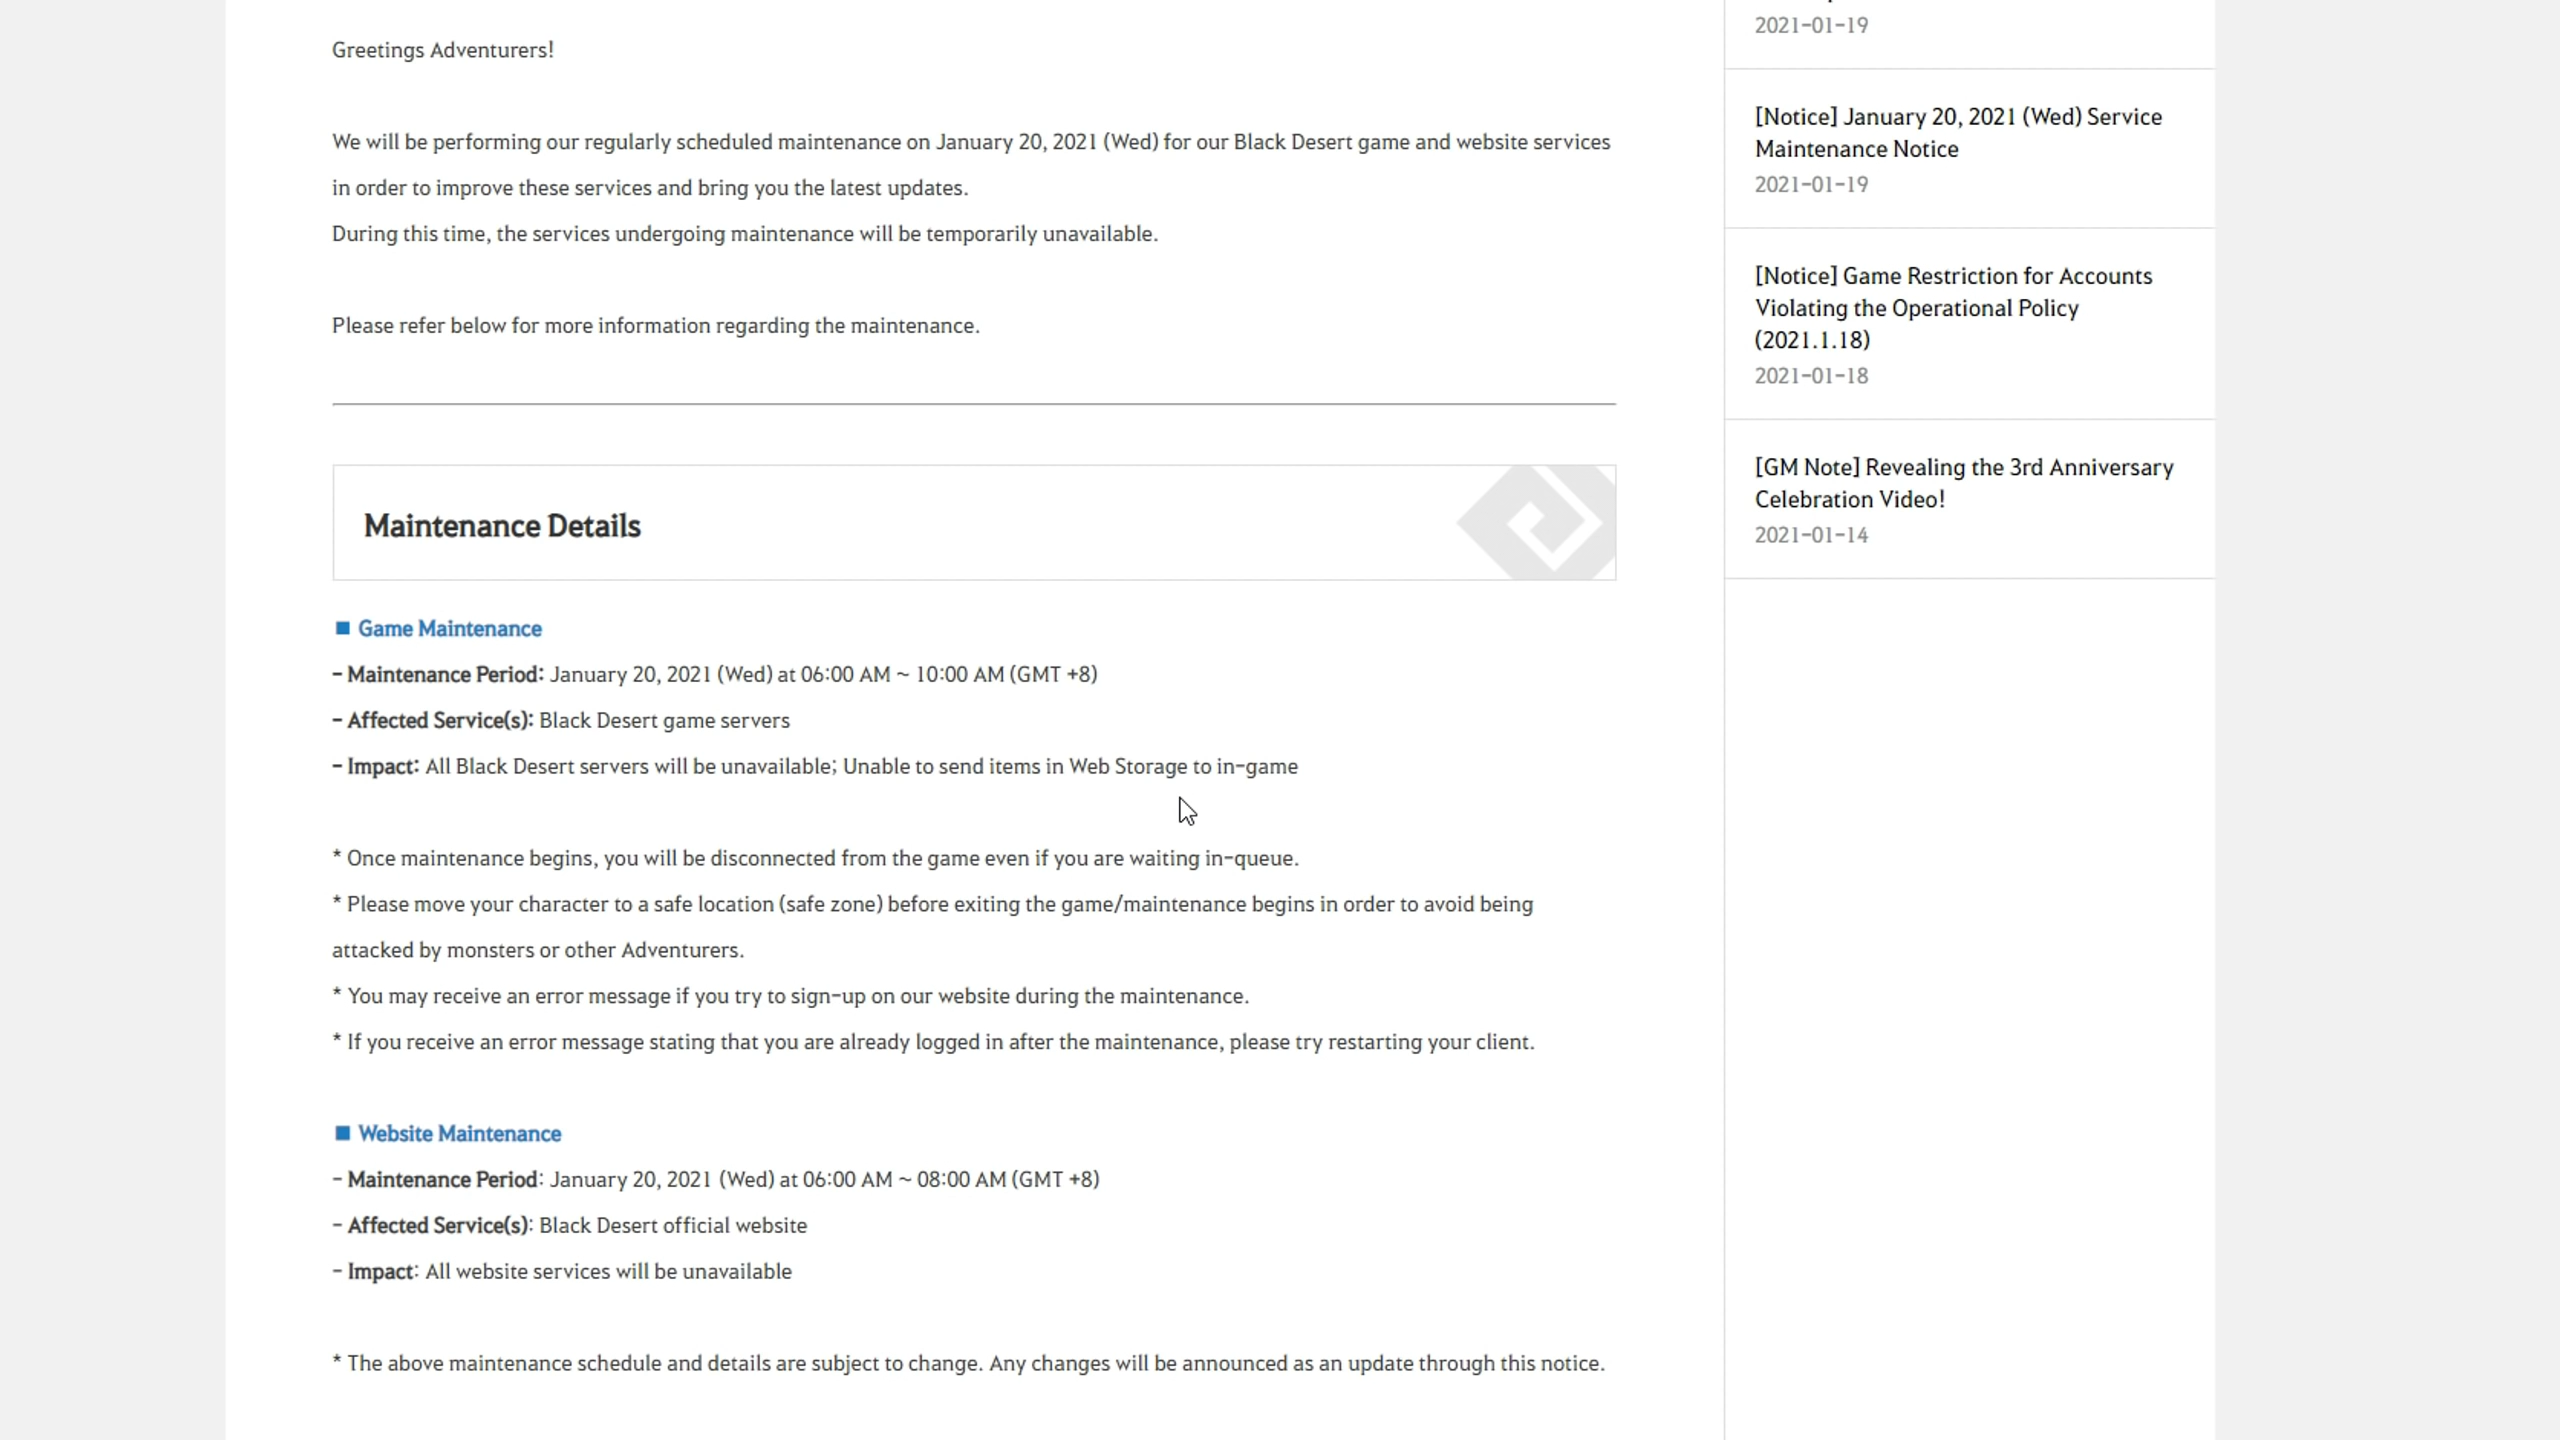 Greetings Adventurers!
We will be performing our regularly scheduled maintenance on January 20, 2021 (Wed) for our Black Desert game and website services
in order to improve these services and bring you the latest updates.
During this time, the services undergoing maintenance will be temporarily unavailable.
Please refer below for more information regarding the maintenance.
Maintenance Details
■ Game Maintenance
- Maintenance Period: January 20, 2021 (Wed) at 06:00 AM ~ 10:00 AM (GMT +8)
- Affected Service(s): Black Desert game servers
- Impact: All Black Desert servers will be unavailable; Unable to send items in Web Storage to in-game
* Once maintenance begins, you will be disconnected from the game even if you are waiting in-queue.
* Please move your character to a safe location (safe zone) before exiting the game/maintenance begins in order to avoid being
attacked by monsters or other Adventurers.
* You may receive an error message if you try to sign-up on our website during the maintenance.
* If you receive an error message stating that you are already logged in after the maintenance, please try restarting your client.
■ Website Maintenance
- Maintenance Period: January 20, 2021 (Wed) at 06:00 AM ~ 08:00 AM (GMT +8)
- Affected Service(s): Black Desert official website
- Impact: All website services will be unavailable
* The above maintenance schedule and details are subject to change. Any changes will be announced as an update through this notice.
2021-01-19
[Notice] January 20, 2021 (Wed) Service
Maintenance Notice
2021-01-19
[Notice] Game Restriction for Accounts
Violating the Operational Policy
(2021.1.18)
2021-01-18
[GM Note] Revealing the 3rd Anniversary
Celebration Video!
2021-01-14